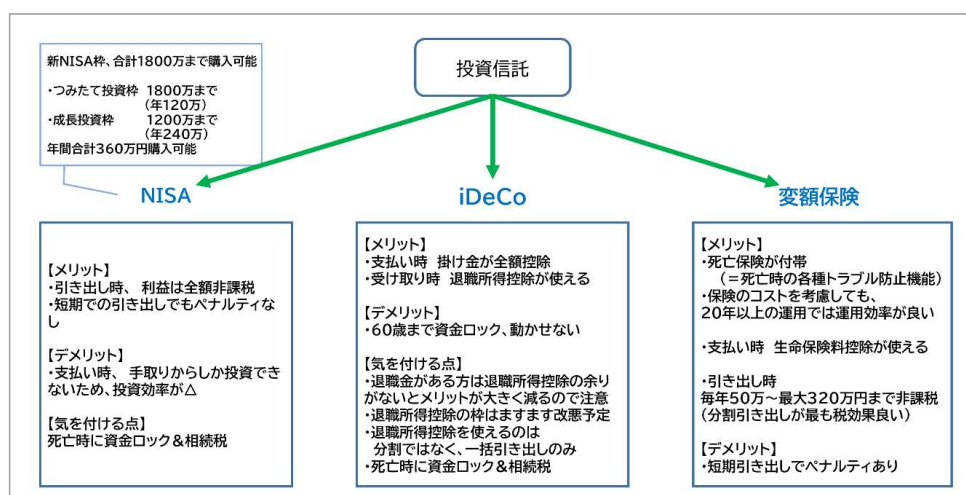 新NISA枠、合計1800万まで購入可能
・つみたて投資枠 1800万まで
（年120万）
・成長投資枠 1200万まで
（年240万）
年間合計360万円購入可能
投資信託
NISA
【メリット】
・引き出し時、 利益は全額非課税
・短期での引き出しでもペナルティな
し
【デメリット】
・支払い時、 手取りからしか投資でき
ないため、投資効率が△
【気を付ける点】
死亡時に資金ロック＆相続税
iDeCo
【メリット】
・支払い時 掛け金が全額控除
・受け取り時 退職所得控除が使える
【デメリット】
・60歳まで資金ロック、動かせない
【気を付ける点】
・退職金がある方は退職所得控除の余り
がないとメリットが大きく減るので注意
・退職所得控除の枠はますます改悪予定
・退職所得控除を使えるのは
分割ではなく、一括引き出しのみ
・死亡時に資金ロック＆相続税
変額保険
【メリット】
・死亡保険が付帯
（＝死亡時の各種トラブル防止機能）
・保険のコストを考慮しても、
20年以上の運用では運用効率が良い
・支払い時 生命保険料控除が使える
・引き出し時
毎年50万～最大320万円まで非課税
（分割引き出しが最も税効果良い）
【デメリット】
・短期引き出しでペナルティあり